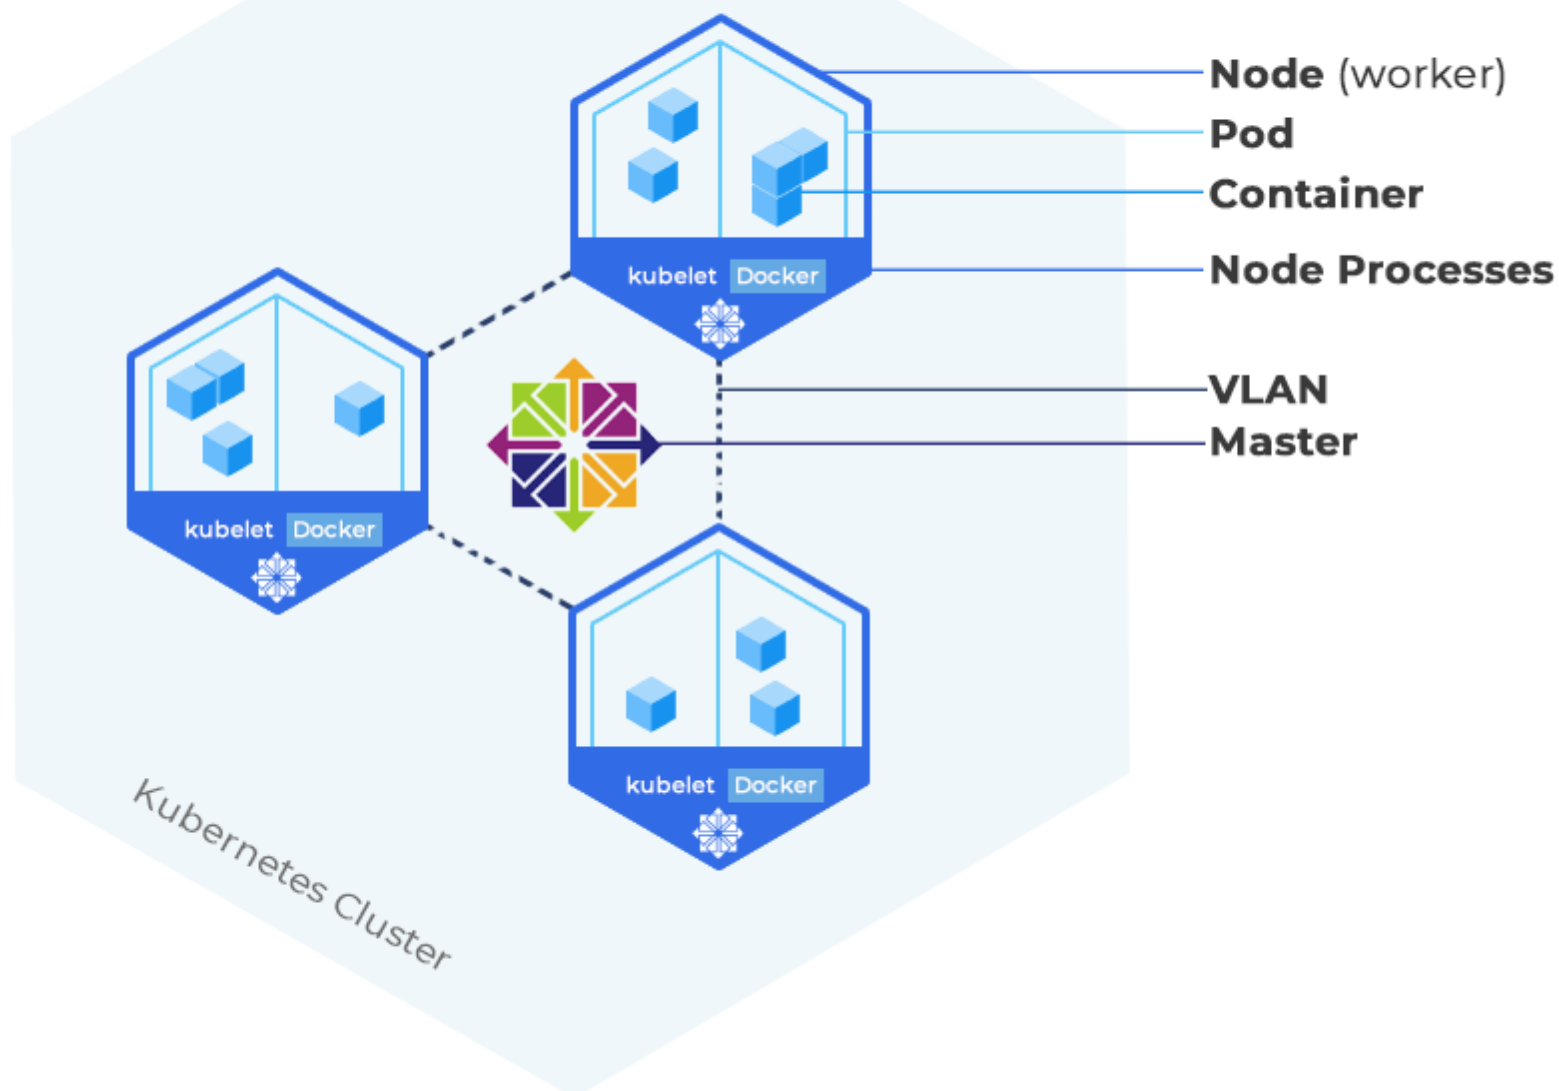 Node (worker)
Pod
Container
Node Processes
kubelet Docker
VLAN
Master
kubelet Docker
kubelet Docker
Kubernetes Cluster